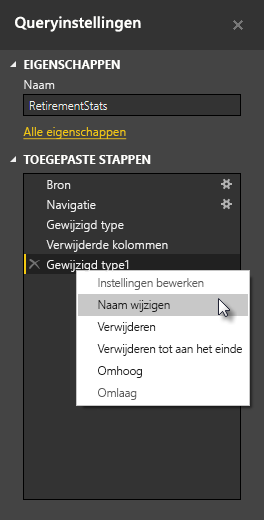 Queryinstellingen
EIGENSCHAPPEN
Naam
RetirementStats
Alle eigenschappen
TOEGEPASTE STAPPEN
Bron
Navigatie
Gewijzigd type
Verwijderde kolommen
Gewijzigd type1
Instellingen bewerken
Naam wijzigen
Verwijderen
Verwijderen tot aan het einde
Omhoog
Omlaag